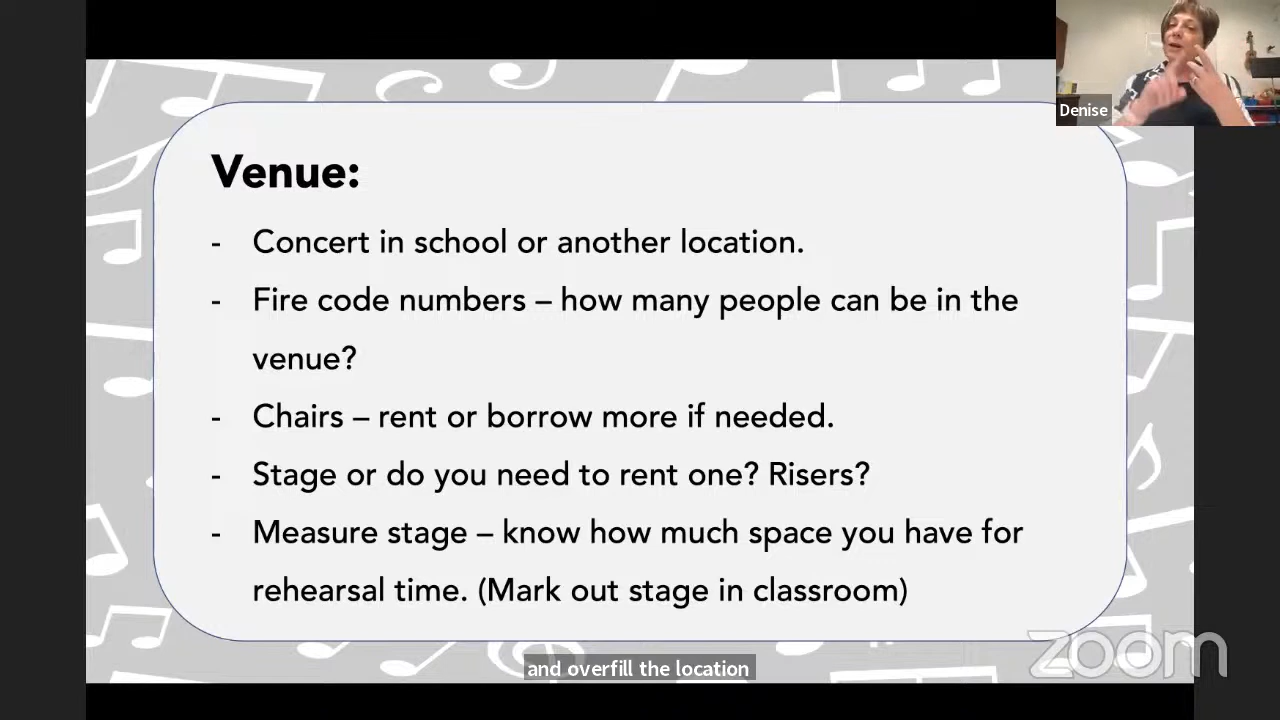 Denise
Venue:
- Concert in school or another location.
- Fire code numbers – how many people can be in the
venue?
- Chairs – rent or borrow more if needed.
- Stage or do you need to rent one? Risers?
- Measure stage – know how much space you have for
rehearsal time. (Mark out stage in classroom)
zoom
and overfill the location